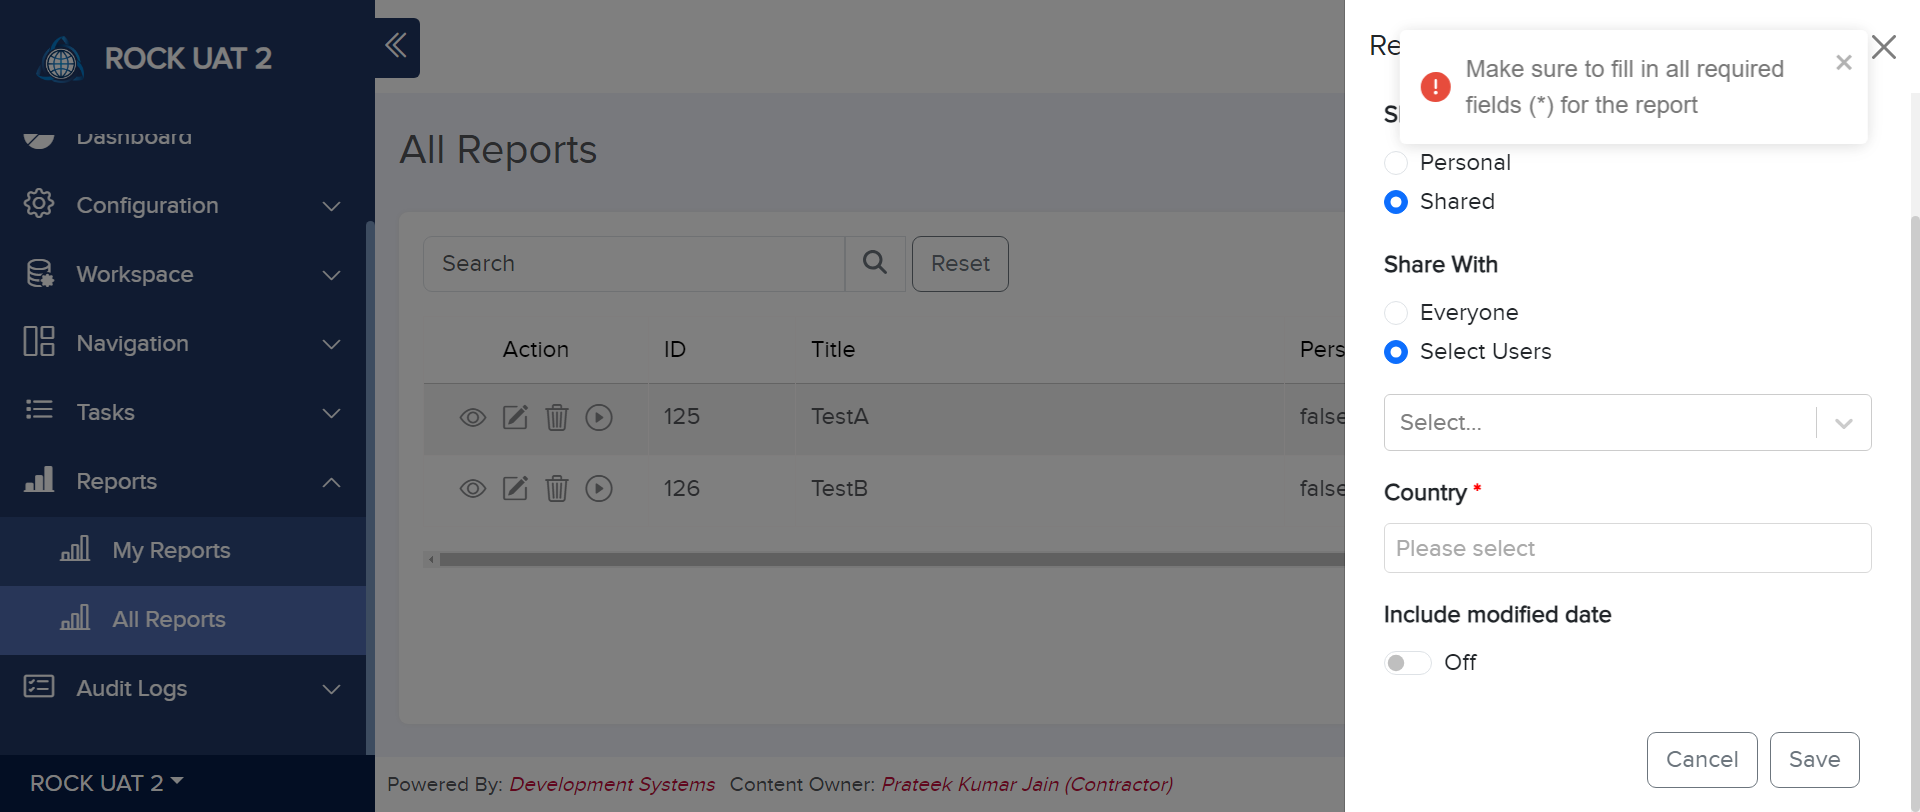 ROCK UAT 2
Dashboard
Configuration
Workspace
Navigation
Tasks
Reports
My Reports
All Reports
Audit Logs
ROCK UAT 2
All Reports
Search
Reset
Action ID Title Pers
125 TestA false
126 TestB false
Powered By: Development Systems Content Owner: Prateek Kumar Jain (Contractor)
Re
Make sure to fill in all required
fields (*) for the report
Personal
Shared
Share With
Everyone
Select Users
Select...
Country *
Please select
Include modified date
Off
Cancel Save